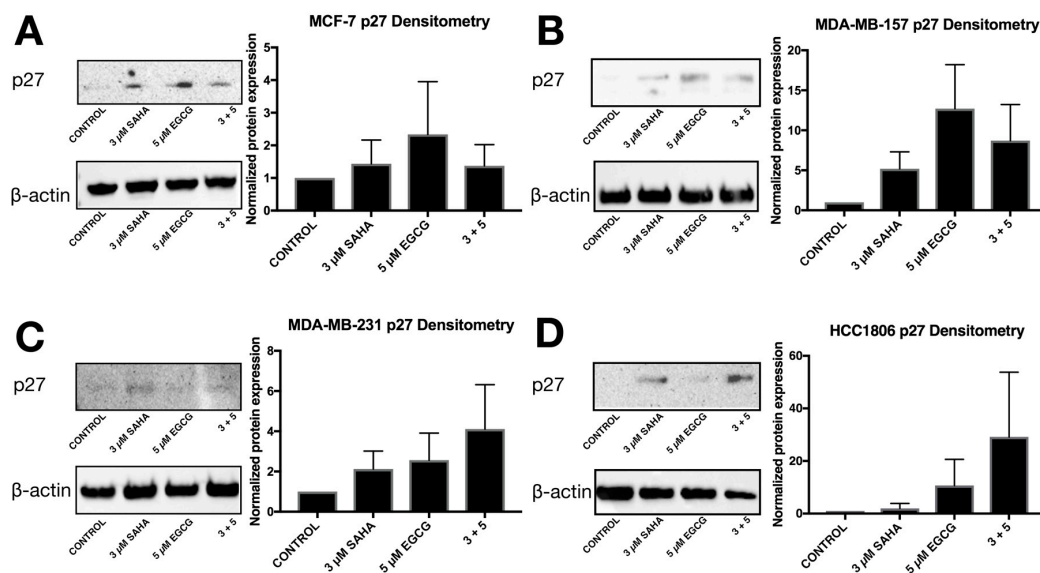 A
MCF-7 p27 Densitometry
p27
CONTROL
3 µM SAHA
5 µM EGCG
3 + 5
β-actin
CONTROL
3 µM SAHA
5 µM EGCG
3 + 5
Normalized protein expression
5
4
3
2
1
0
CONTROL
3 µM SAHA
5 µM EGCG
3 + 5
B
MDA-MB-157 p27 Densitometry
p27
CONTROL
3 µM SAHA
5 µM EGCG
3 + 5
β-actin
CONTROL
3 µM SAHA
5 µM EGCG
3 + 5
Normalized protein expression
20
15
10
5
0
CONTROL
3 µM SAHA
5 µM EGCG
3 + 5
C
MDA-MB-231 p27 Densitometry
p27
CONTROL
3 µM SAHA
5 µM EGCG
3 + 5
β-actin
CONTROL
3 µM SAHA
5 µM EGCG
3 + 5
Normalized protein expression
8
6
4
2
0
CONTROL
3 µM SAHA
5 µM EGCG
3 + 5
D
HCC1806 p27 Densitometry
p27
CONTROL
3 µM SAHA
5 µM EGCG
3 + 5
β-actin
CONTROL
3 µM SAHA
5 µM EGCG
3 + 5
Normalized protein expression
60
40
20
0
CONTROL
3 µM SAHA
5 µM EGCG
3 + 5